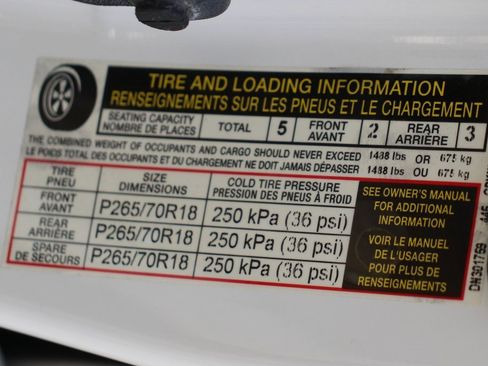 TIRE AND LOADING INFORMATION
RENSEIGNEMENTS SUR LES PNEUS ET LE CHARGEMENT
SEATING CAPACITY
NOMBRE DE PLACES
TOTAL 5
FRONT
AVANT
2
REAR
ARRIÈRE
3
THE COMBINED WEIGHT OF OCCUPANTS AND CARGO SHOULD NEVER EXCEED 1488 lbs OR 675 kg
LE POIDS TOTAL DES OCCUPANTS ET DU CHARGEMENT NE DOIT JAMAIS DÉPASSER 1488 lbs OU 675 kg
TIRE
PNEU
SIZE
DIMENSIONS
COLD TIRE PRESSURE
PRESSION DES PNEUS À FROID
FRONT
AVANT
P265/70R18 250 kPa (36 psi)
REAR
ARRIÈRE
P265/70R18 250 kPa (36 psi)
SPARE
DE SECOURS
P265/70R18 250 kPa (36 psi)
SEE OWNER'S MANUAL
FOR ADDITIONAL
INFORMATION
VOIR LE MANUEL
DE L'USAGER
POUR PLUS DE
RENSEIGNEMENTS